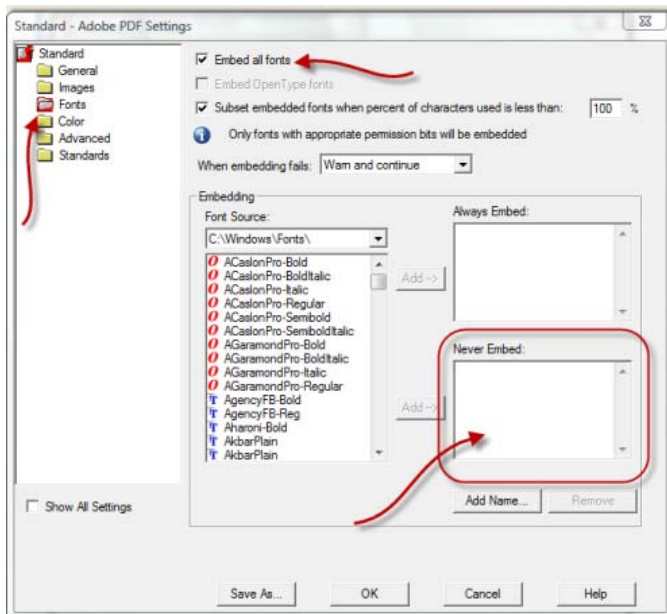 Standard - Adobe PDF Settings
Standard
General
Images
Fonts
Color
Advanced
Standards
Show All Settings
Embed all fonts
Embed OpenType fonts
Subset embedded fonts when percent of characters used is less than: 100 %
Only fonts with appropriate permission bits will be embedded
When embedding fails: Warn and continue
Embedding
Font Source:
C:\Windows\Fonts\
ACaslonPro-Bold
ACaslonPro-BoldItalic
ACaslonPro-Italic
ACaslonPro-Regular
ACaslonPro-Semibold
ACaslonPro-SemiboldItalic
AGaramondPro-Bold
AGaramondPro-BoldItalic
AGaramondPro-Italic
AGaramondPro-Regular
AgencyFB-Bold
AgencyFB-Reg
Aharoni-Bold
AkbarPlain
AkbarPlain
Add ->
Add ->
Always Embed:
Never Embed:
Add Name... Remove
Save As... OK Cancel Help